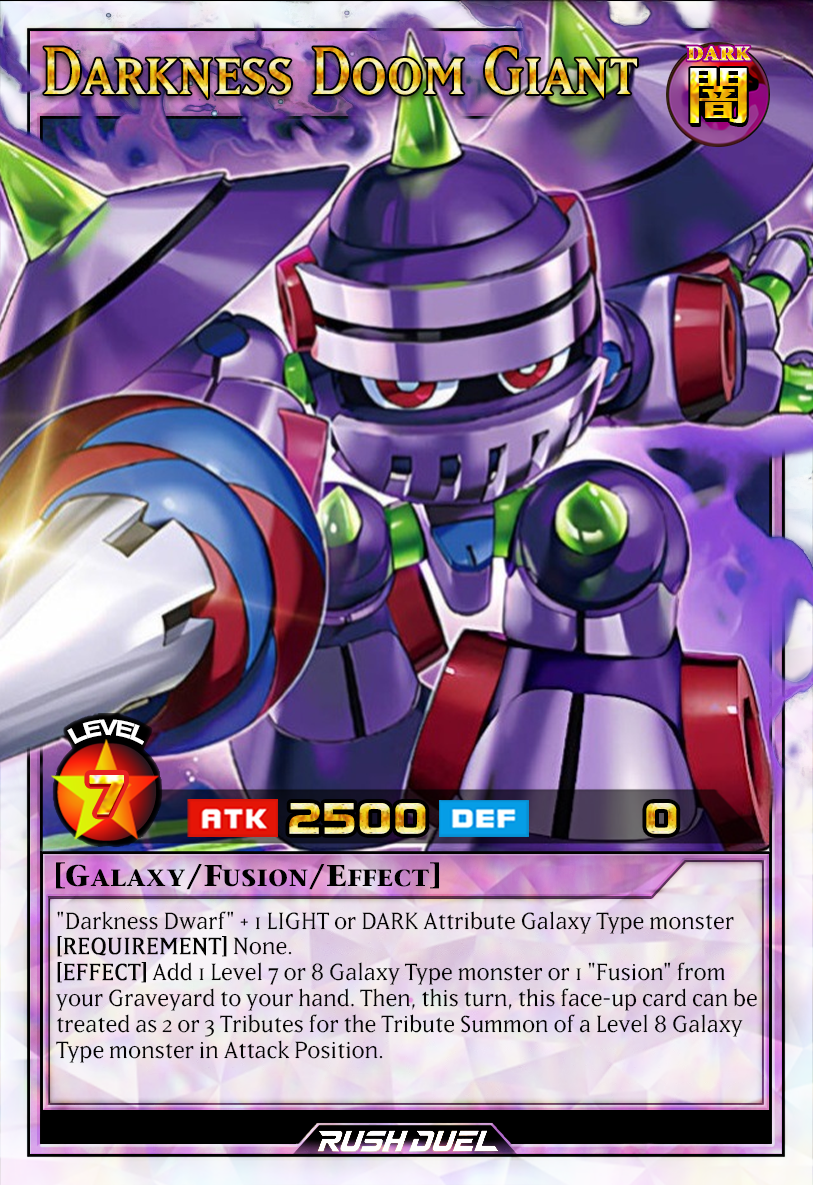 DARKNESS DOOM GIANT
DARK
闇
LEVEL
7
ATK 2500 DEF 0
[GALAXY/FUSION/EFFECT]
"Darkness Dwarf" + 1 LIGHT or DARK Attribute Galaxy Type monster
[REQUIREMENT] None.
[EFFECT] Add 1 Level 7 or 8 Galaxy Type monster or 1 "Fusion" from
your Graveyard to your hand. Then, this turn, this face-up card can be
treated as 2 or 3 Tributes for the Tribute Summon of a Level 8 Galaxy
Type monster in Attack Position.
RUSH DUEL